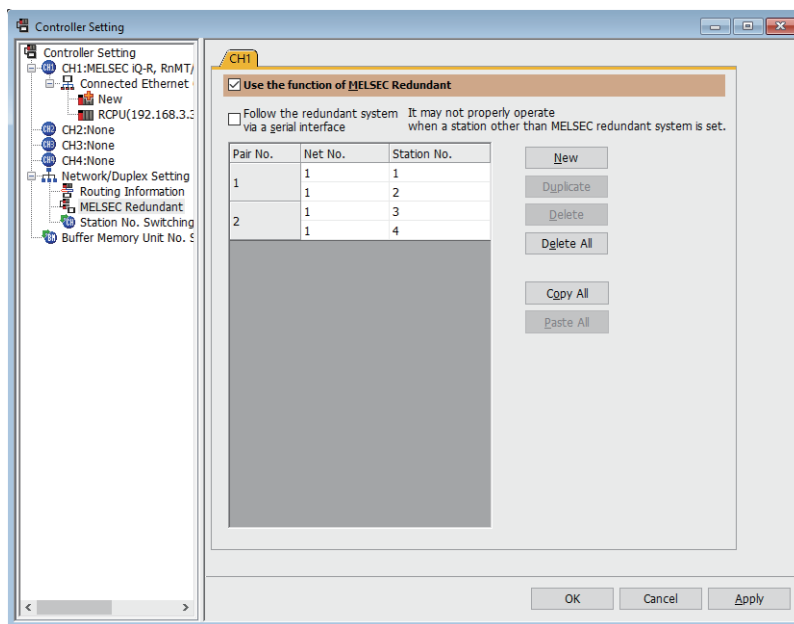 Controller Setting
Controller Setting
CH1:MELSEC iQ-R, RnMT/
Connected Ethernet
New
RCPU(192.168.3.3
CH2:None
CH3:None
CH4:None
Network/Duplex Setting
Routing Information
MELSEC Redundant
Station No. Switching
Buffer Memory Unit No. S
CH1
Use the function of MELSEC Redundant
Follow the redundant system It may not properly operate
via a serial interface when a station other than MELSEC redundant system is set.
Pair No. Net No. Station No.
1 1 1
1 2
2 1 3
1 4
New
Duplicate
Delete
Delete All
Copy All
Paste All
OK Cancel Apply